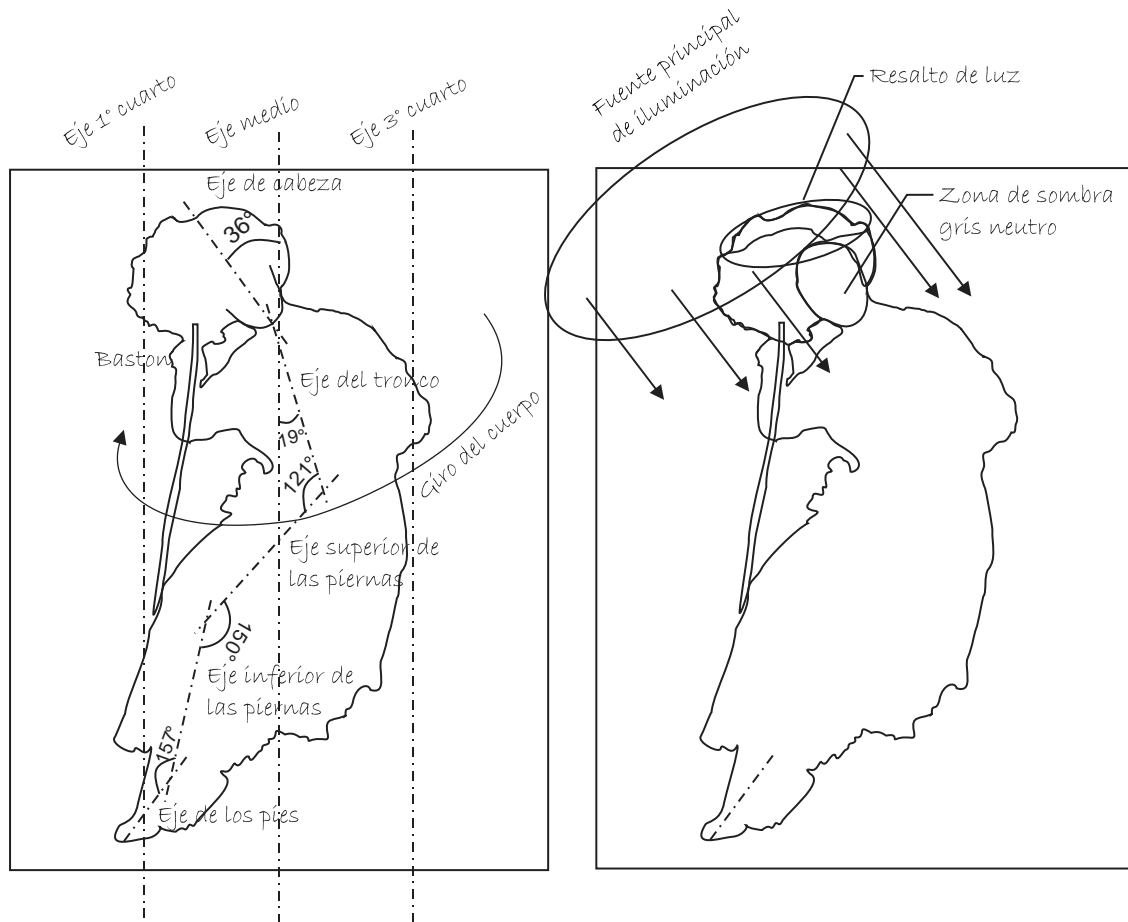 Eje 1° cuarto
Eje medio
Eje 3° cuarto
Eje de cabeza
36°
Baston
Eje del tronco
19°
121°
Giro del cuerpo
Eje superior de
las piernas
150°
Eje inferior de
las piernas
157°
Eje de los pies
Fuente principal
de iluminación
Resalto de luz
Zona de sombra
gris neutro